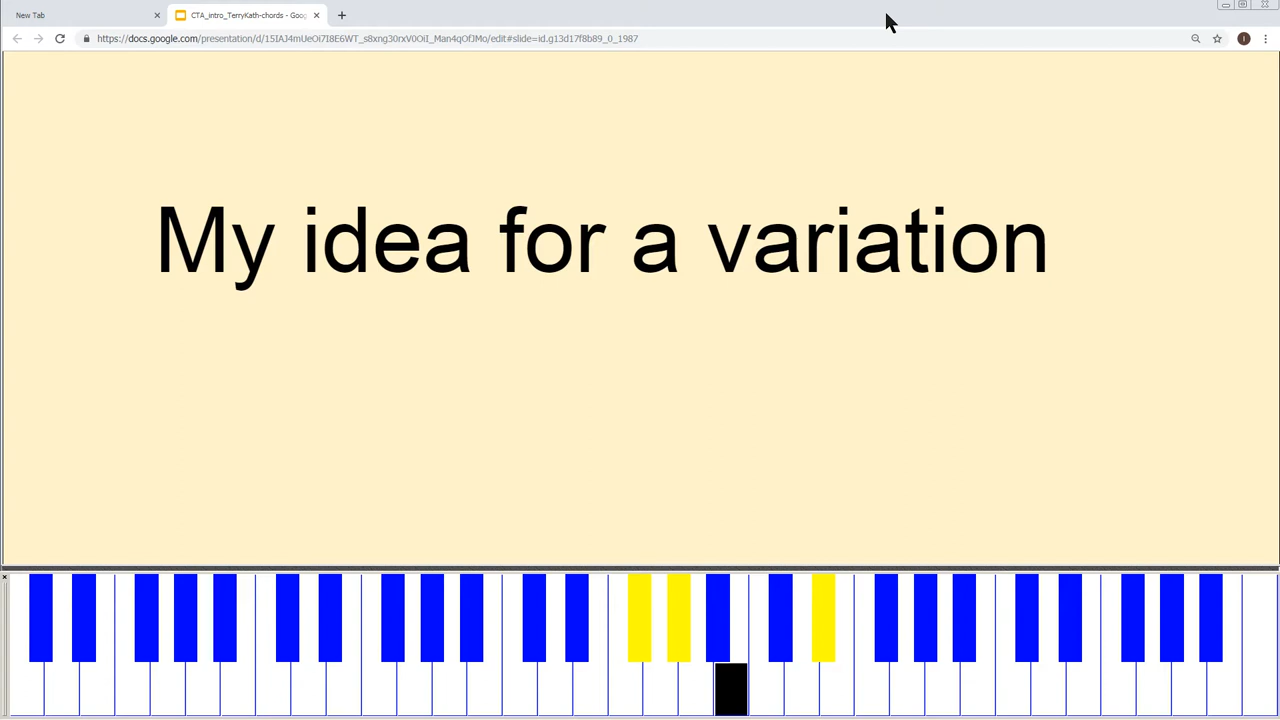 New Tab
CTA_intro_TerryKath-chords - Goo
https://docs.google.com/presentation/d/15IAJ4mUeOi7I8E6WT_s8xng30rxV0OiI_Man4qOfJMo/edit#slide=id.g13d17f8b89_0_1987
My idea for a variation